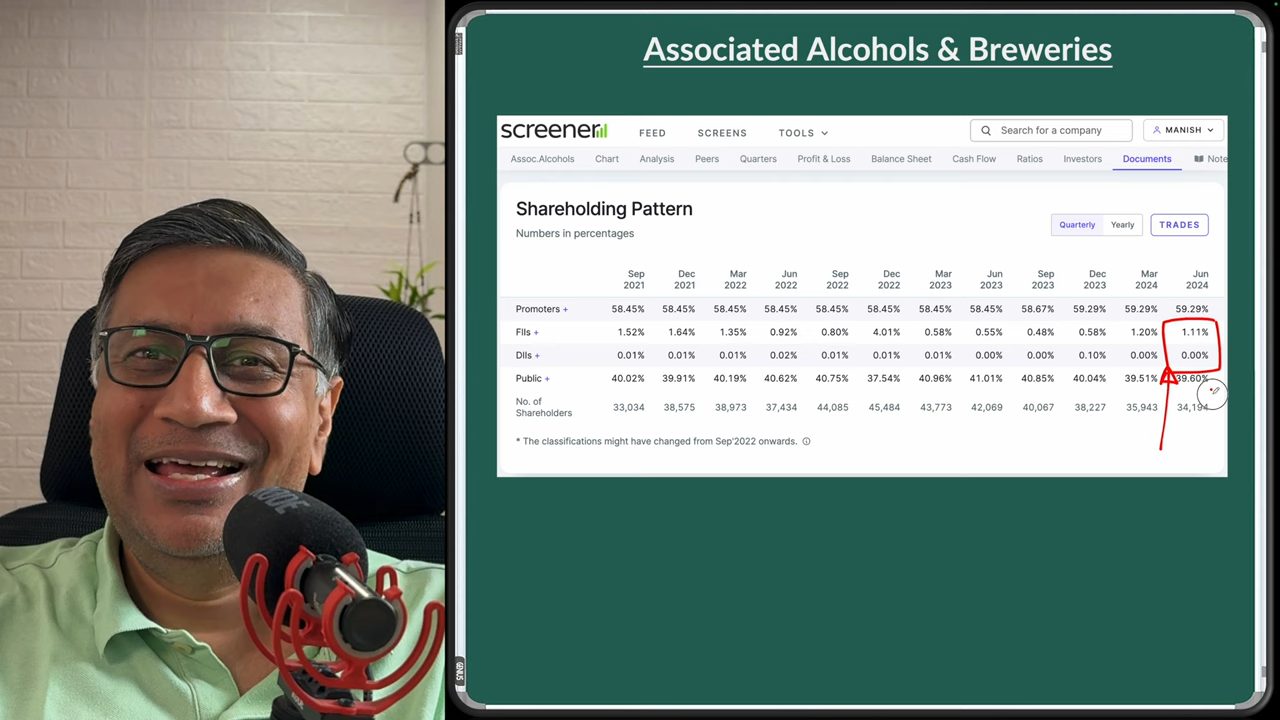 Associated Alcohols & Breweries
screener FEED SCREENS TOOLS Search for a company MANISH
Assoc.Alcohols Chart Analysis Peers Quarters Profit & Loss Balance Sheet Cash Flow Ratios Investors Documents Note
Shareholding Pattern
Numbers in percentages
Quarterly Yearly TRADES
Sep 2021 Dec 2021 Mar 2022 Jun 2022 Sep 2022 Dec 2022 Mar 2023 Jun 2023 Sep 2023 Dec 2023 Mar 2024 Jun 2024
Promoters + 58.45% 58.45% 58.45% 58.45% 58.45% 58.45% 58.45% 58.45% 58.67% 59.29% 59.29% 59.29%
FIIs + 1.52% 1.64% 1.35% 0.92% 0.80% 4.01% 0.58% 0.55% 0.48% 0.58% 1.20% 1.11%
DIIs + 0.01% 0.01% 0.01% 0.02% 0.01% 0.01% 0.01% 0.00% 0.00% 0.10% 0.00% 0.00%
Public + 40.02% 39.91% 40.19% 40.62% 40.75% 37.54% 40.96% 41.01% 40.85% 40.04% 39.51% 39.60%
No. of Shareholders 33,034 38,575 38,973 37,434 44,085 45,484 43,773 42,069 40,067 38,227 35,943 34,194
* The classifications might have changed from Sep'2022 onwards.
RODE
GENIUS